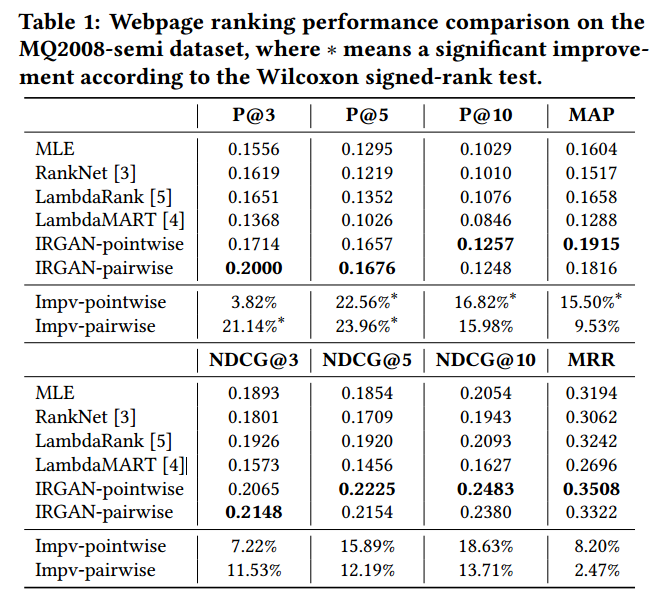 Table 1: Webpage ranking performance comparison on the
MQ2008-semi dataset, where ∗ means a significant improve-
ment according to the Wilcoxon signed-rank test.
P@3 P@5 P@10 MAP
MLE 0.1556 0.1295 0.1029 0.1604
RankNet [3] 0.1619 0.1219 0.1010 0.1517
LambdaRank [5] 0.1651 0.1352 0.1076 0.1658
LambdaMART [4] 0.1368 0.1026 0.0846 0.1288
IRGAN-pointwise 0.1714 0.1657 0.1257 0.1915
IRGAN-pairwise 0.2000 0.1676 0.1248 0.1816
Impv-pointwise 3.82% 22.56%* 16.82%* 15.50%*
Impv-pairwise 21.14%* 23.96%* 15.98% 9.53%
NDCG@3 NDCG@5 NDCG@10 MRR
MLE 0.1893 0.1854 0.2054 0.3194
RankNet [3] 0.1801 0.1709 0.1943 0.3062
LambdaRank [5] 0.1926 0.1920 0.2093 0.3242
LambdaMART [4] 0.1573 0.1456 0.1627 0.2696
IRGAN-pointwise 0.2065 0.2225 0.2483 0.3508
IRGAN-pairwise 0.2148 0.2154 0.2380 0.3322
Impv-pointwise 7.22% 15.89% 18.63% 8.20%
Impv-pairwise 11.53% 12.19% 13.71% 2.47%